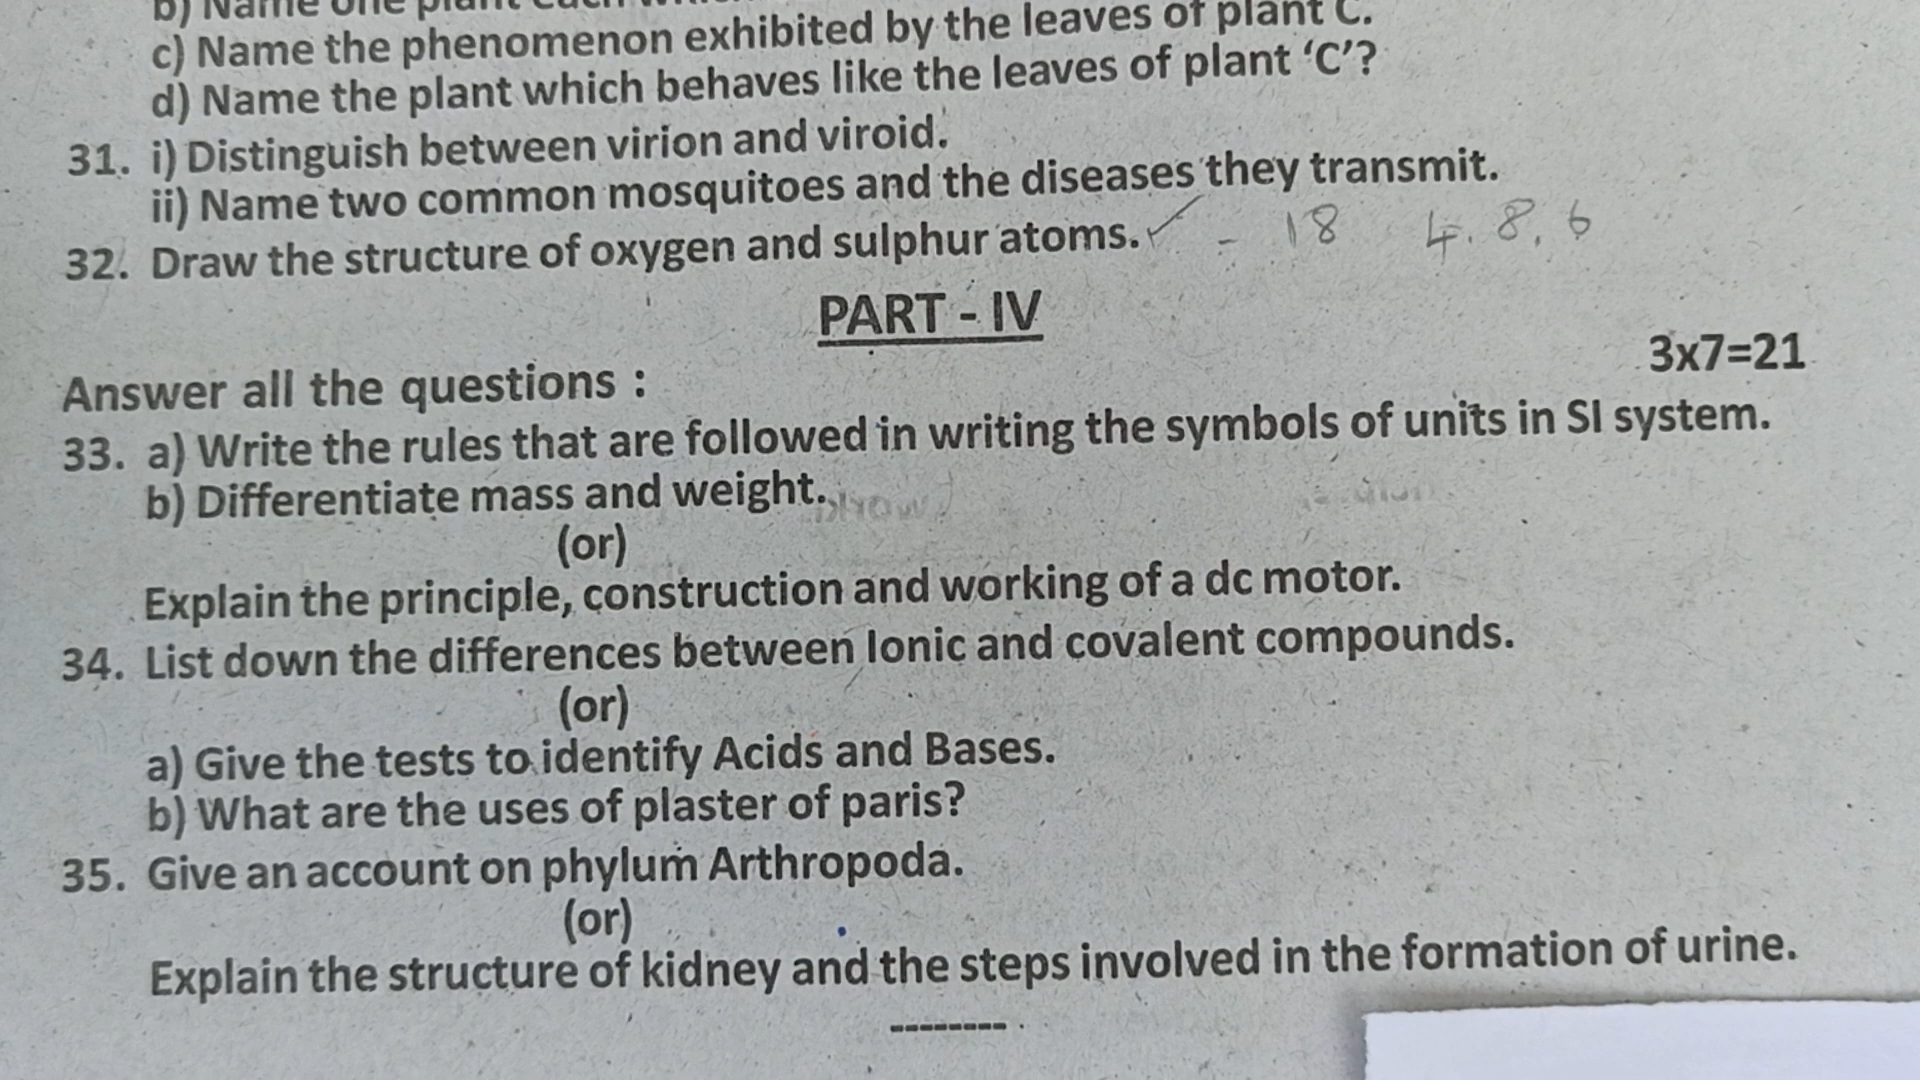 b) Name one plant each
c) Name the phenomenon exhibited by the leaves of plant C.
d) Name the plant which behaves like the leaves of plant ‘C’?
31. i) Distinguish between virion and viroid.
ii) Name two common mosquitoes and the diseases they transmit.
32. Draw the structure of oxygen and sulphur atoms. ✓ - 18 4. 8, 6
PART - IV
3x7=21
Answer all the questions :
33. a) Write the rules that are followed in writing the symbols of units in SI system.
b) Differentiate mass and weight.
(or)
Explain the principle, construction and working of a dc motor.
34. List down the differences between Ionic and covalent compounds.
(or)
a) Give the tests to identify Acids and Bases.
b) What are the uses of plaster of paris?
35. Give an account on phylum Arthropoda.
(or)
Explain the structure of kidney and the steps involved in the formation of urine.
--------